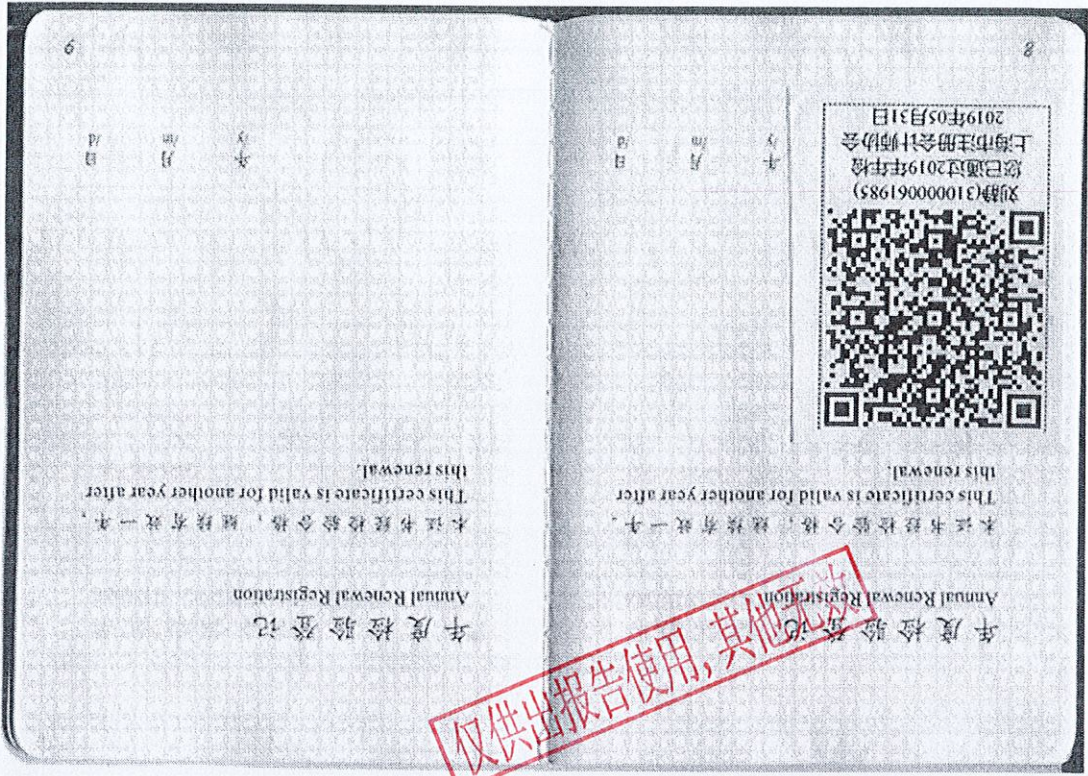 年度检验登记
Annual Renewal Registration
本证书经检验合格，继续有效一年。
This certificate is valid for another year after
this renewal.
刘静(310000061985)
您已通过2019年年检
上海市注册会计师协会
2019年05月31日
年 月 日
/y /m /d
8
年度检验登记
Annual Renewal Registration
本证书经检验合格，继续有效一年。
This certificate is valid for another year after
this renewal.
年 月 日
/y /m /d
9
仅供出报告使用,其他无效